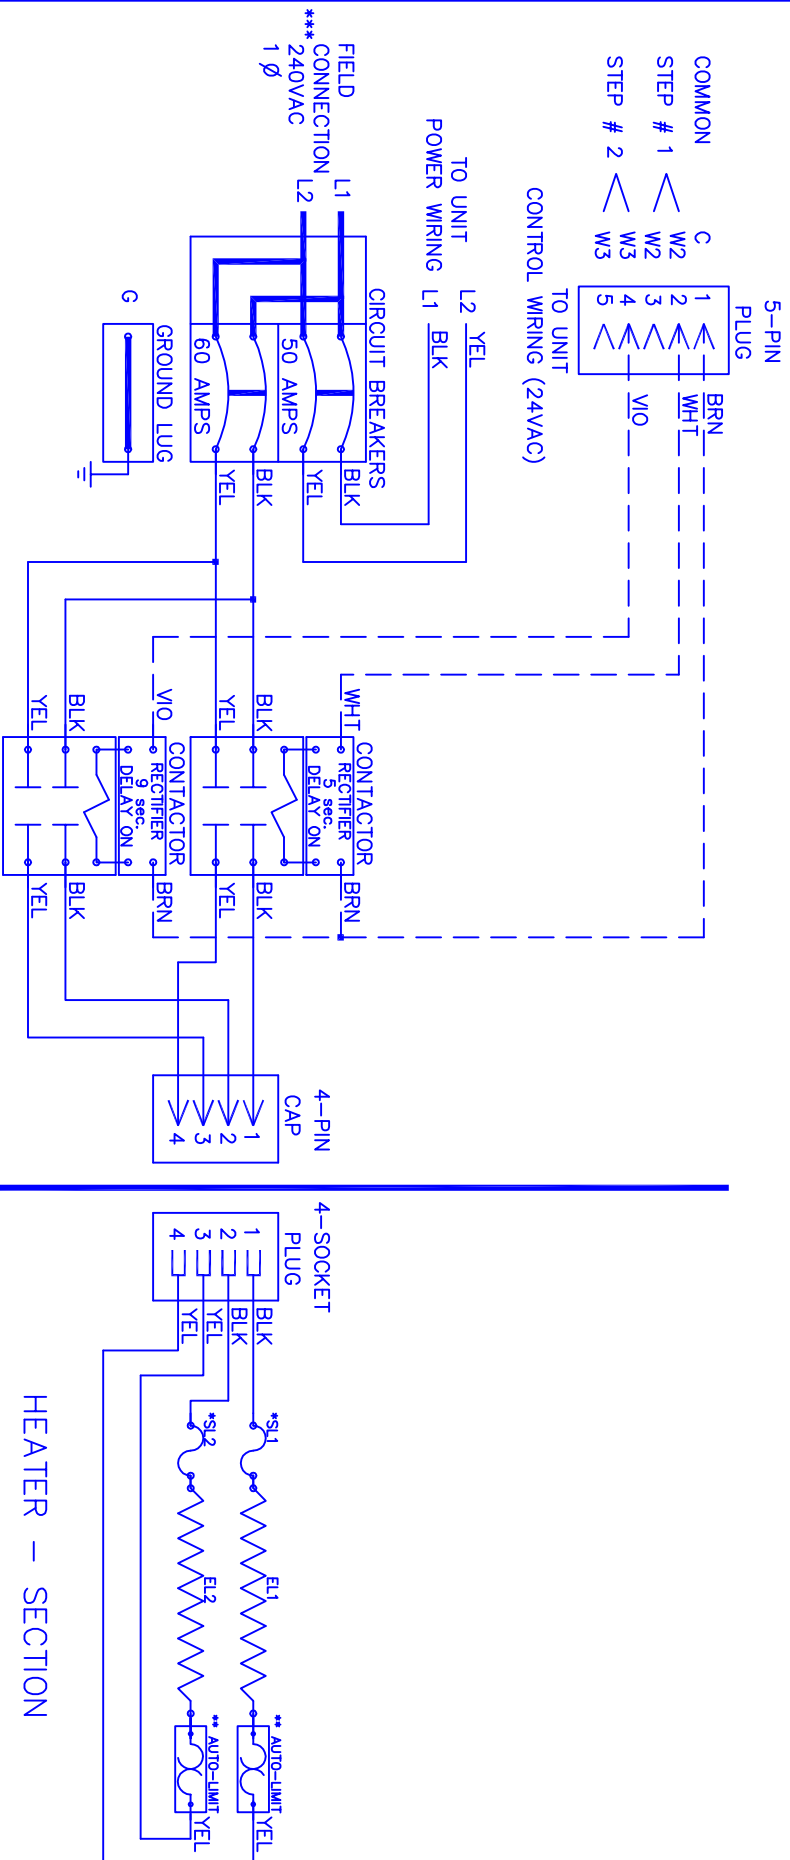 5-PIN
PLUG
COMMON
C
1
BRN
STEP # 1
W2
2
WHT
W2
3
STEP # 2
W3
4
VIO
W3
5
TO UNIT
CONTROL WIRING (24VAC)
TO UNIT
POWER WIRING
L2
YEL
L1
BLK
FIELD
*** CONNECTION
240VAC
1 Ø
L1
L2
CIRCUIT BREAKERS
50 AMPS
60 AMPS
BLK
YEL
BLK
YEL
G
GROUND LUG
WHT
CONTACTOR
RECTIFIER
5 sec.
DELAY ON
BRN
BLK
YEL
BLK
YEL
VIO
CONTACTOR
RECTIFIER
9 sec.
DELAY ON
BRN
BLK
YEL
BLK
YEL
4-PIN
CAP
1
2
3
4
4-SOCKET
PLUG
1
2
3
4
BLK
BLK
YEL
YEL
*SL1
EL1
** AUTO-LIMIT
YEL
*SL2
EL2
** AUTO-LIMIT
YEL
HEATER - SECTION